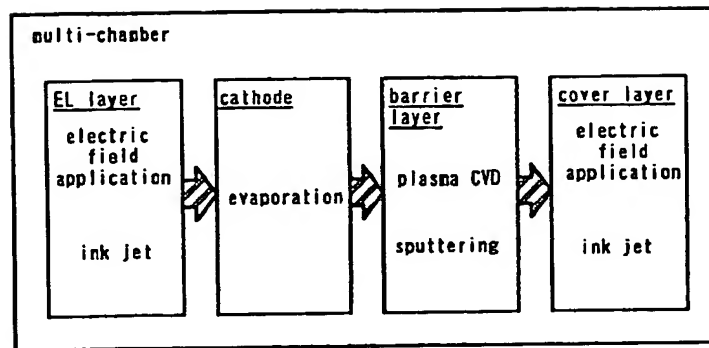 multi-chamber
EL layer
electric
field
application
ink jet
cathode
evaporation
barrier
layer
plasma CVD
sputtering
cover layer
electric
field
application
ink jet